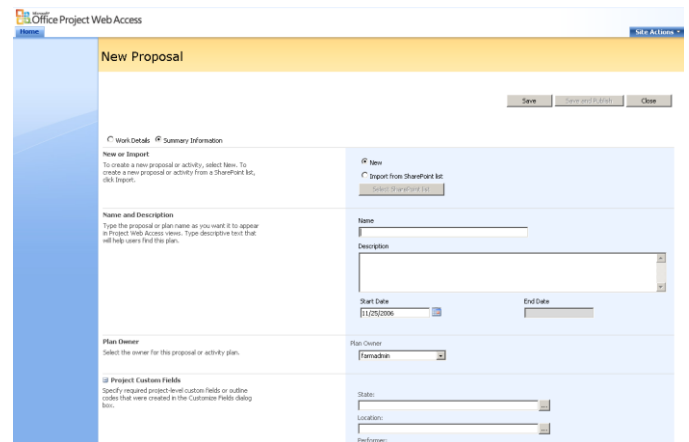 Microsoft
Office Project Web Access
Home
Site Actions
New Proposal
Save
Save and Publish
Close
Work Details
Summary Information
New or Import
To create a new proposal or activity, select New. To
create a new proposal or activity from a SharePoint list,
click Import.
New
Import from SharePoint list
Select SharePoint list
Name and Description
Type the proposal or plan name as you want it to appear
in Project Web Access views. Type descriptive text that
will help users find this plan.
Name
Description
Start Date
End Date
11/25/2006
Plan Owner
Select the owner for this proposal or activity plan.
Plan Owner
farmadmin
Project Custom Fields
Specify required project-level custom fields or outline
codes that were created in the Customize Fields dialog
box.
State:
...
Location:
...
Performer: